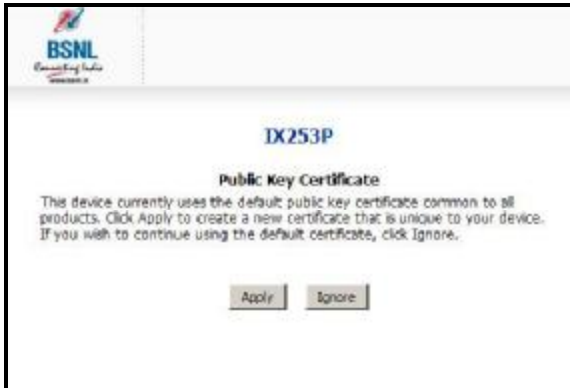 BSNL
Connecting India
IX253P
Public Key Certificate
This device currently uses the default public key certificate common to all
products. Click Apply to create a new certificate that is unique to your device.
If you wish to continue using the default certificate, click Ignore.
Apply
Ignore